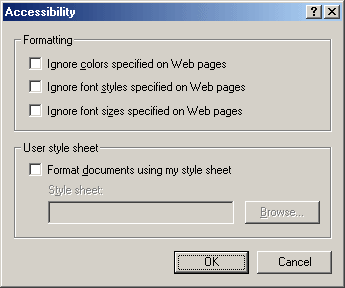 Accessibility
Formatting
Ignore colors specified on Web pages
Ignore font styles specified on Web pages
Ignore font sizes specified on Web pages
User style sheet
Format documents using my style sheet
Style sheet:
Browse...
OK Cancel